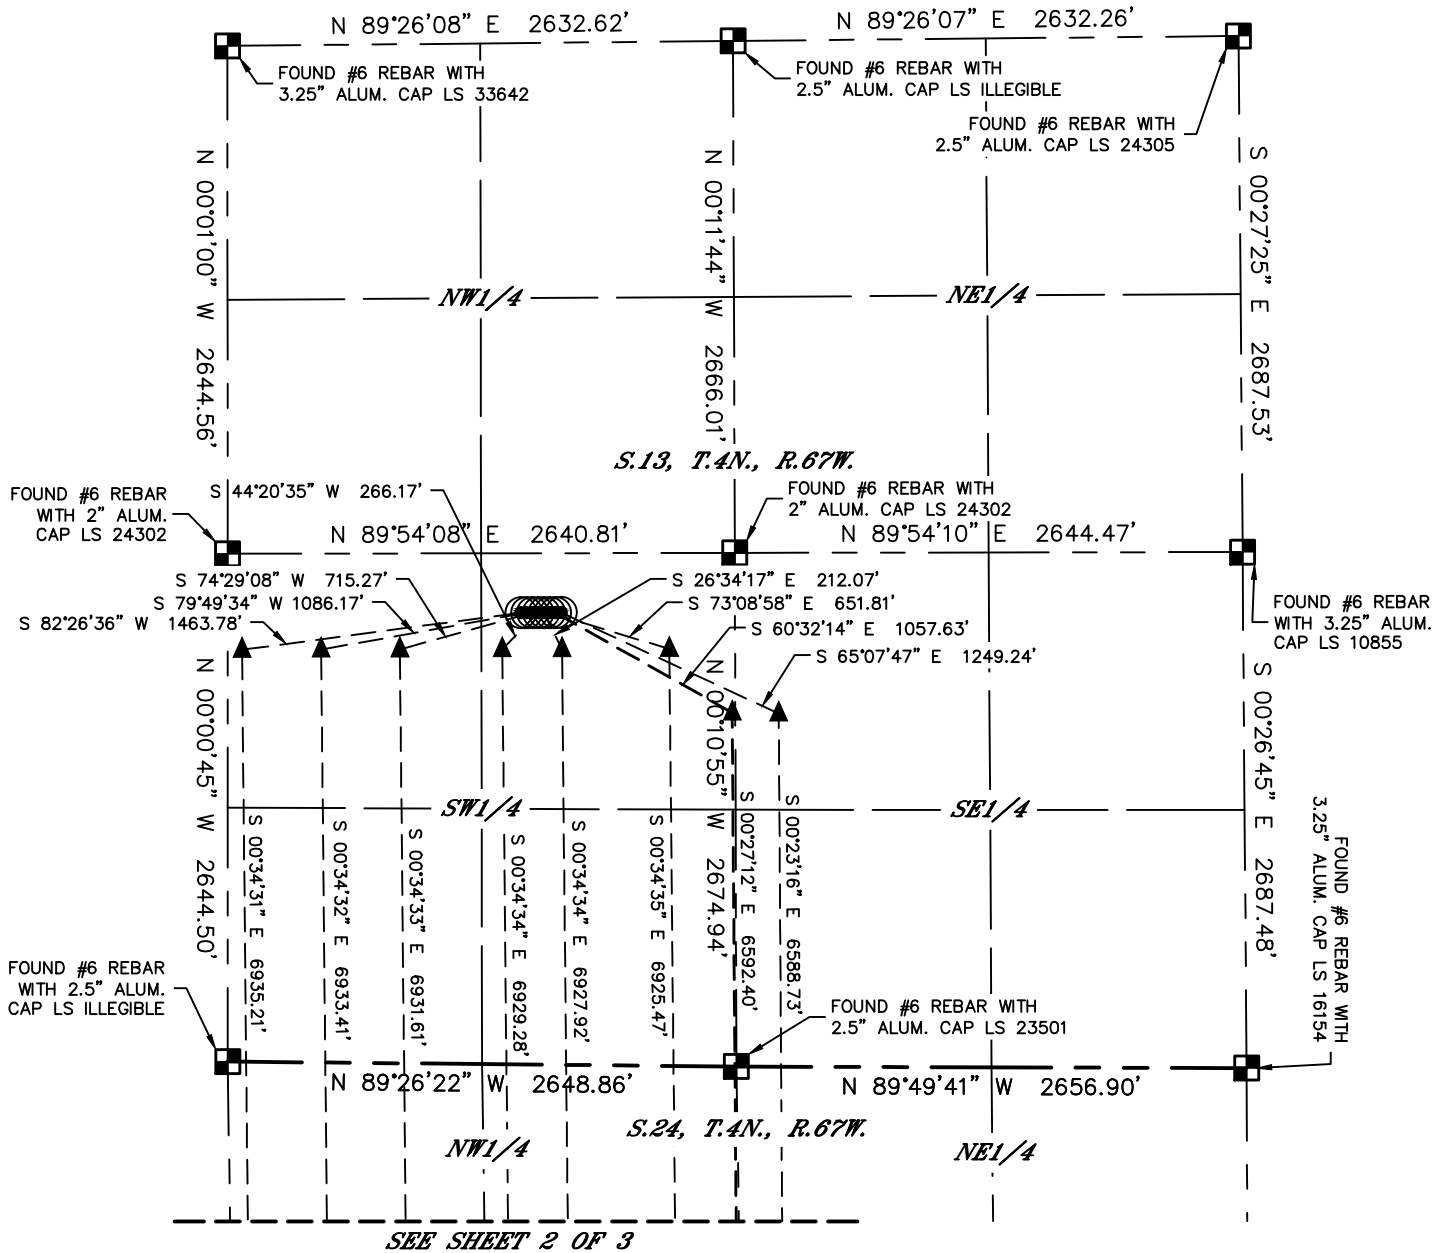 N 89°26'08" E 2632.62'
N 89°26'07" E 2632.26'
FOUND #6 REBAR WITH
3.25" ALUM. CAP LS 33642
FOUND #6 REBAR WITH
2.5" ALUM. CAP LS ILLEGIBLE
FOUND #6 REBAR WITH
2.5" ALUM. CAP LS 24305
N 00°01'00" W 2644.56'
N 00°11'44" W 2666.01'
S 00°27'25" E 2687.53'
NW1/4
NE1/4
S.13, T.4N., R.67W.
FOUND #6 REBAR
WITH 2" ALUM.
CAP LS 24302
S 44°20'35" W 266.17'
FOUND #6 REBAR WITH
2" ALUM. CAP LS 24302
N 89°54'08" E 2640.81'
N 89°54'10" E 2644.47'
S 74°29'08" W 715.27'
S 79°49'34" W 1086.17'
S 82°26'36" W 1463.78'
S 26°34'17" E 212.07'
S 73°08'58" E 651.81'
S 60°32'14" E 1057.63'
S 65°07'47" E 1249.24'
FOUND #6 REBAR
WITH 3.25" ALUM.
CAP LS 10855
N 00°00'45" W 2644.50'
N 00°10'55" W 2674.94'
S 00°26'45" E 2687.48'
SW1/4
SE1/4
S 00°34'31" E 6935.21'
S 00°34'32" E 6933.41'
S 00°34'33" E 6931.61'
S 00°34'34" E 6929.28'
S 00°34'34" E 6927.92'
S 00°34'35" E 6925.47'
S 00°27'12" E 6592.40'
S 00°23'16" E 6588.73'
FOUND #6 REBAR WITH
3.25" ALUM. CAP LS 16154
FOUND #6 REBAR
WITH 2.5" ALUM.
CAP LS ILLEGIBLE
FOUND #6 REBAR WITH
2.5" ALUM. CAP LS 23501
N 89°26'22" W 2648.86'
N 89°49'41" W 2656.90'
S.24, T.4N., R.67W.
NW1/4
NE1/4
SEE SHEET 2 OF 3